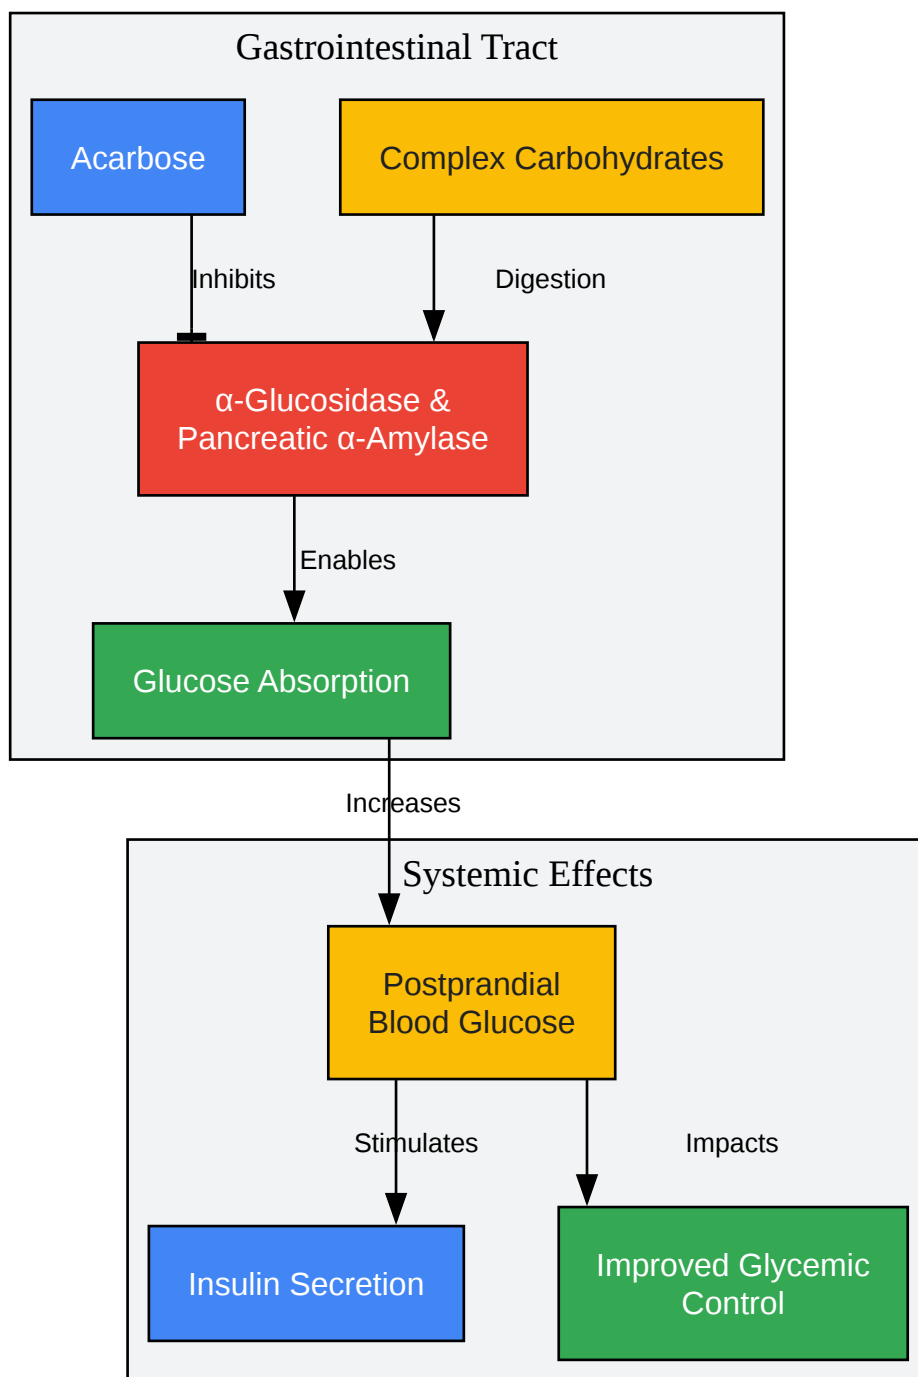 Gastrointestinal Tract
Acarbose
Complex Carbohydrates
Inhibits
Digestion
α-Glucosidase &
Pancreatic α-Amylase
Enables
Glucose Absorption
Increases
Systemic Effects
Postprandial
Blood Glucose
Stimulates
Impacts
Insulin Secretion
Improved Glycemic
Control